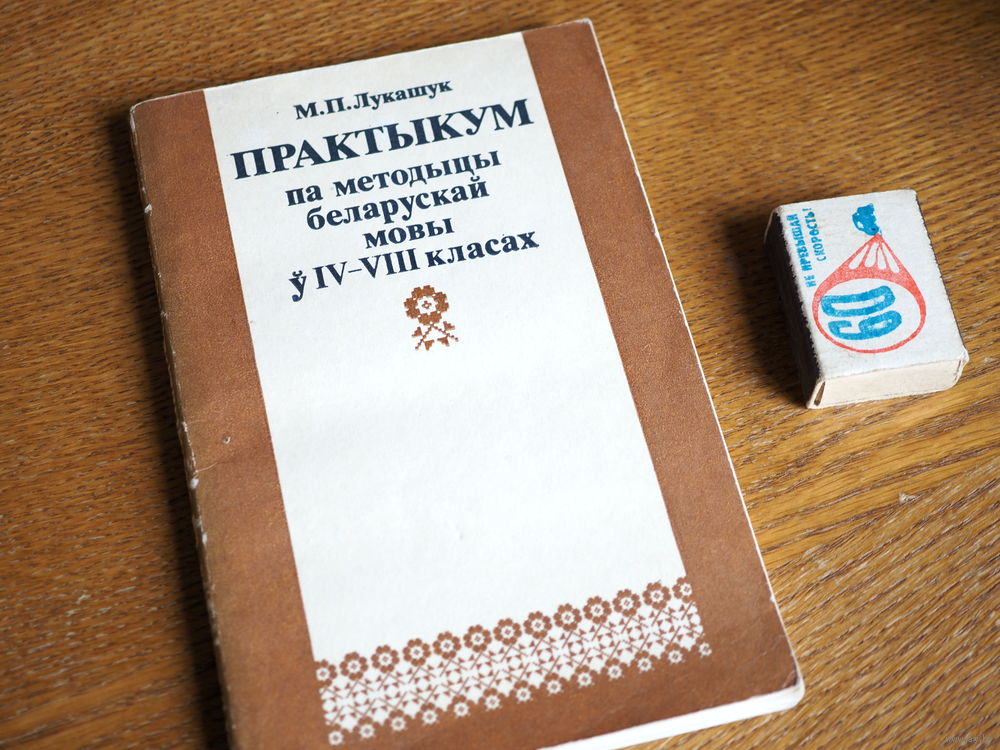 М.П.Лукашук
ПРАКТЫКУМ
па методыцы
беларускай
мовы
ў IV–VIII класах
НЕ ПРЕВЫШАЙ
СКОРОСТЬ!
60